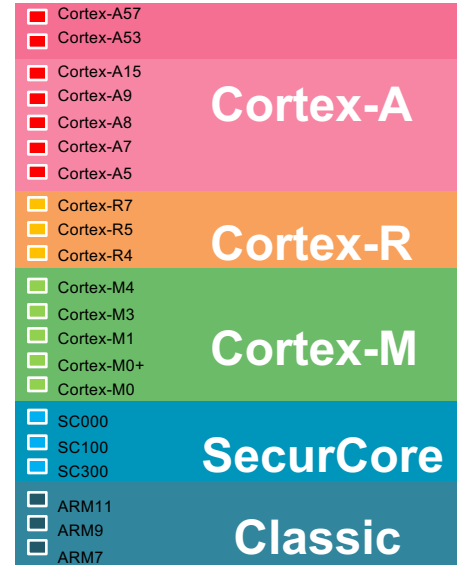 Cortex-A57
Cortex-A53
Cortex-A15
Cortex-A9
Cortex-A8
Cortex-A7
Cortex-A5
Cortex-A
Cortex-R7
Cortex-R5
Cortex-R4
Cortex-R
Cortex-M4
Cortex-M3
Cortex-M1
Cortex-M0+
Cortex-M0
Cortex-M
SC000
SC100
SC300
SecurCore
ARM11
ARM9
ARM7
Classic